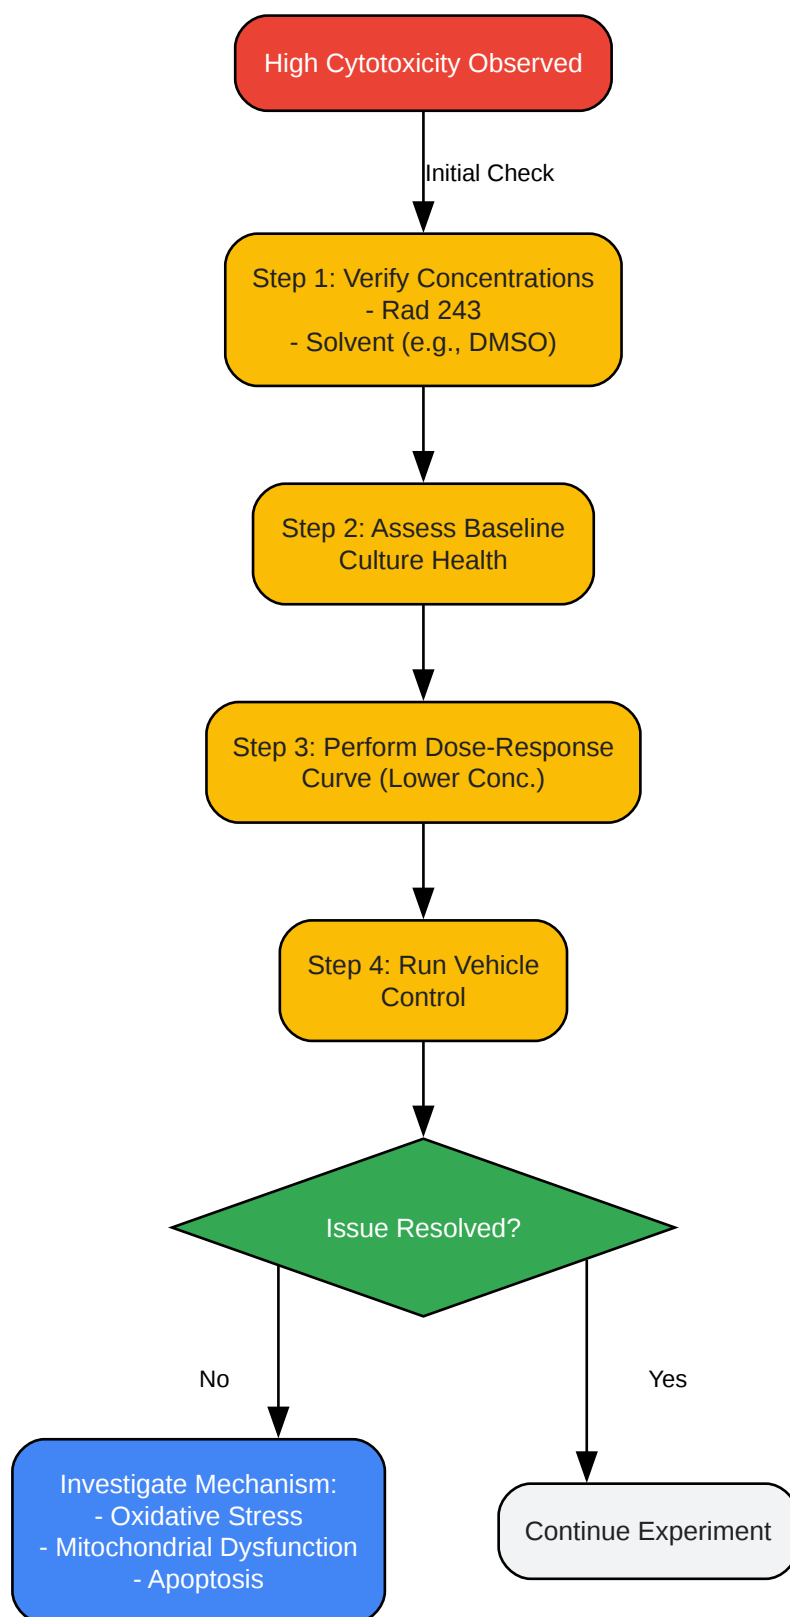 High Cytotoxicity Observed
Initial Check
Step 1: Verify Concentrations
- Rad 243
- Solvent (e.g., DMSO)
Step 2: Assess Baseline
Culture Health
Step 3: Perform Dose-Response
Curve (Lower Conc.)
Step 4: Run Vehicle
Control
Issue Resolved?
No
Yes
Investigate Mechanism:
- Oxidative Stress
- Mitochondrial Dysfunction
- Apoptosis
Continue Experiment